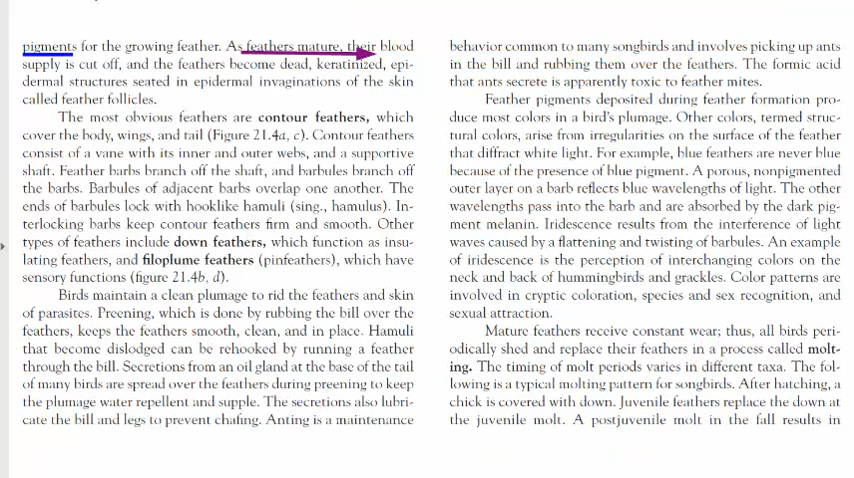 pigments for the growing feather. As feathers mature, their blood
supply is cut off, and the feathers become dead, keratinized, epi-
dermal structures seated in epidermal invaginations of the skin
called feather follicles.
The most obvious feathers are contour feathers, which
cover the body, wings, and tail (Figure 21.4a, c). Contour feathers
consist of a vane with its inner and outer webs, and a supportive
shaft. Feather barbs branch off the shaft, and barbules branch off
the barbs. Barbules of adjacent barbs overlap one another. The
ends of barbules lock with hooklike hamuli (sing., hamulus). In-
terlocking barbs keep contour feathers firm and smooth. Other
types of feathers include down feathers, which function as insu-
lating feathers, and filoplume feathers (pinfeathers), which have
sensory functions (figure 21.4b, d).
Birds maintain a clean plumage to rid the feathers and skin
of parasites. Preening, which is done by rubbing the bill over the
feathers, keeps the feathers smooth, clean, and in place. Hamuli
that become dislodged can be rehooked by running a feather
through the bill. Secretions from an oil gland at the base of the tail
of many birds are spread over the feathers during preening to keep
the plumage water repellent and supple. The secretions also lubri-
cate the bill and legs to prevent chafing. Anting is a maintenance
behavior common to many songbirds and involves picking up ants
in the bill and rubbing them over the feathers. The formic acid
that ants secrete is apparently toxic to feather mites.
Feather pigments deposited during feather formation pro-
duce most colors in a bird's plumage. Other colors, termed struc-
tural colors, arise from irregularities on the surface of the feather
that diffract white light. For example, blue feathers are never blue
because of the presence of blue pigment. A porous, nonpigmented
outer layer on a barb reflects blue wavelengths of light. The other
wavelengths pass into the barb and are absorbed by the dark pig-
ment melanin. Iridescence results from the interference of light
waves caused by a flattening and twisting of barbules. An example
of iridescence is the perception of interchanging colors on the
neck and back of hummingbirds and grackles. Color patterns are
involved in cryptic coloration, species and sex recognition, and
sexual attraction.
Mature feathers receive constant wear; thus, all birds peri-
odically shed and replace their feathers in a process called molt-
ing. The timing of molt periods varies in different taxa. The fol-
lowing is a typical molting pattern for songbirds. After hatching, a
chick is covered with down. Juvenile feathers replace the down at
the juvenile molt. A postjuvenile molt in the fall results in